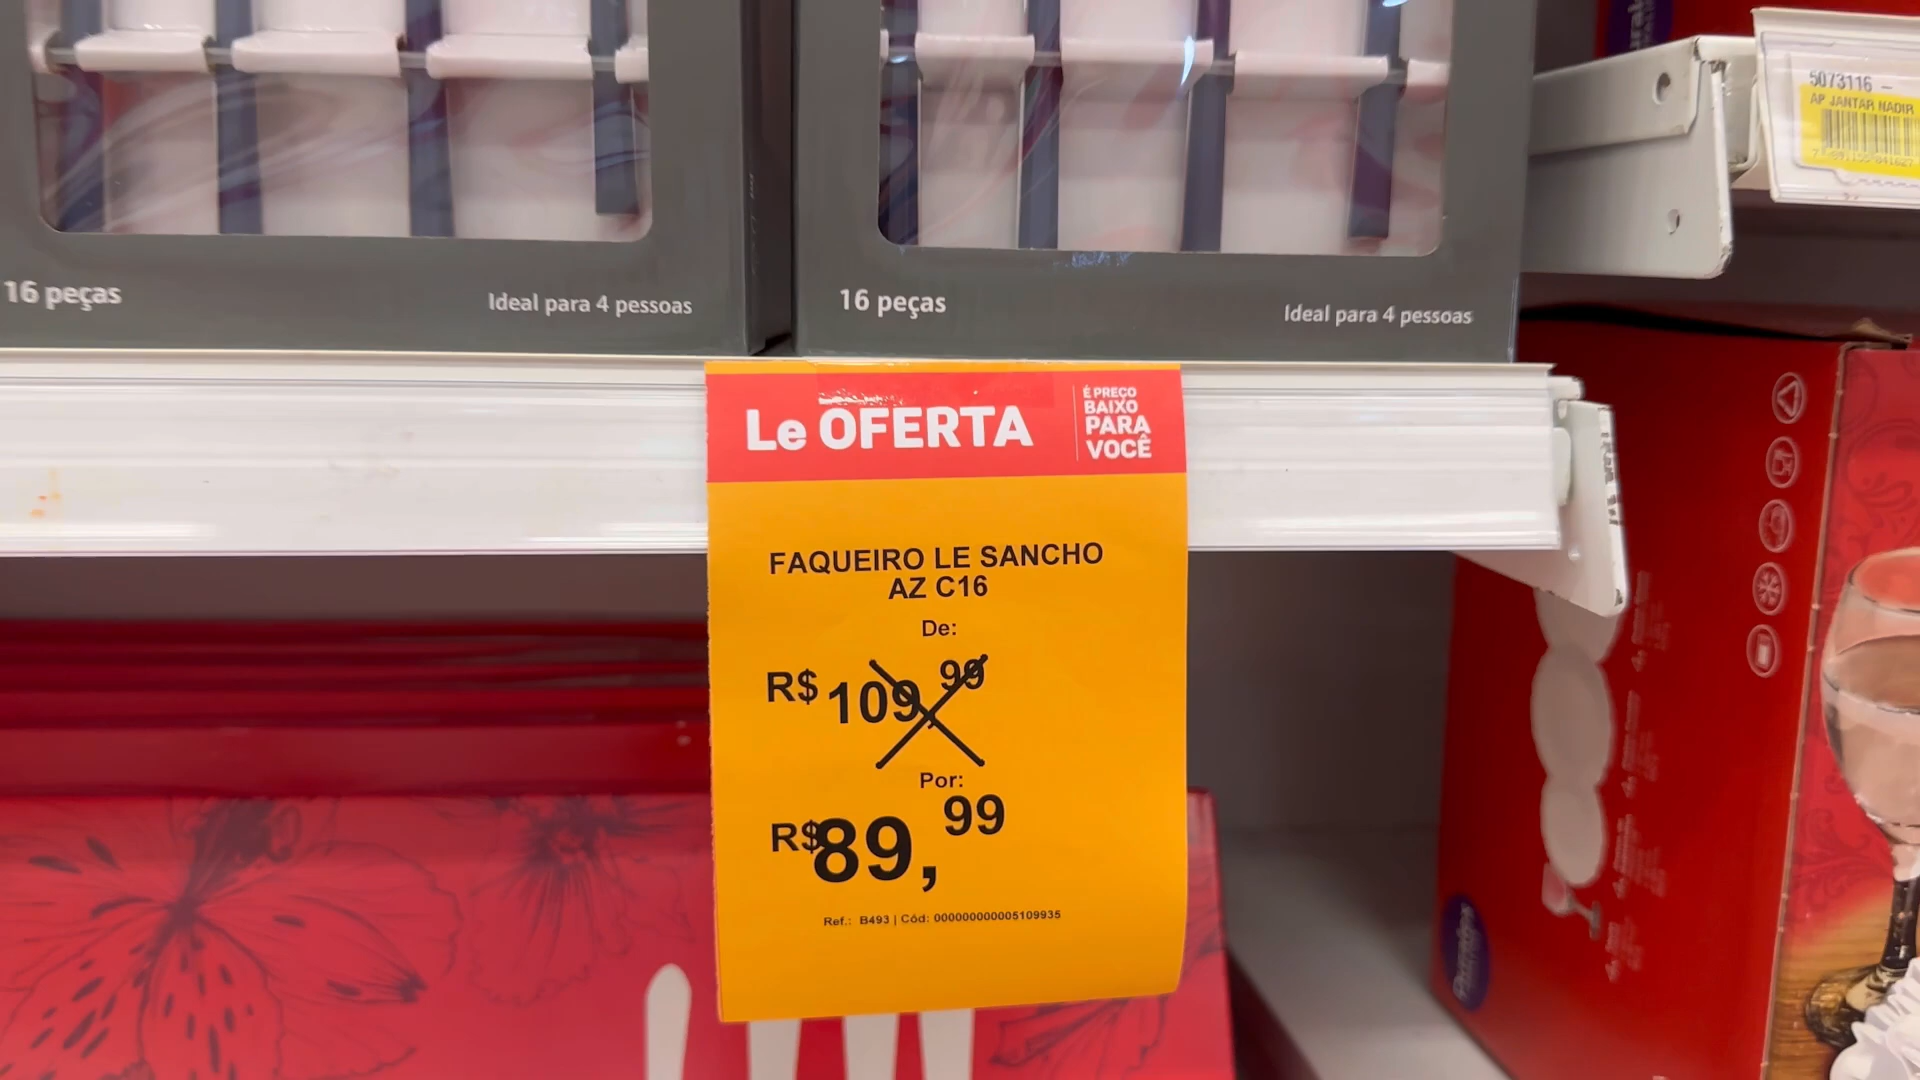 16 peças
Ideal para 4 pessoas
16 peças
Ideal para 4 pessoas
5073116 -
AP JANTAR NADIR
Le OFERTA
É PREÇO
BAIXO
PARA
VOCÊ
FAQUEIRO LE SANCHO
AZ C16
De:
R$ 109 99
Por:
R$ 89, 99
Ref.: B493 | Cód: 000000000005109935